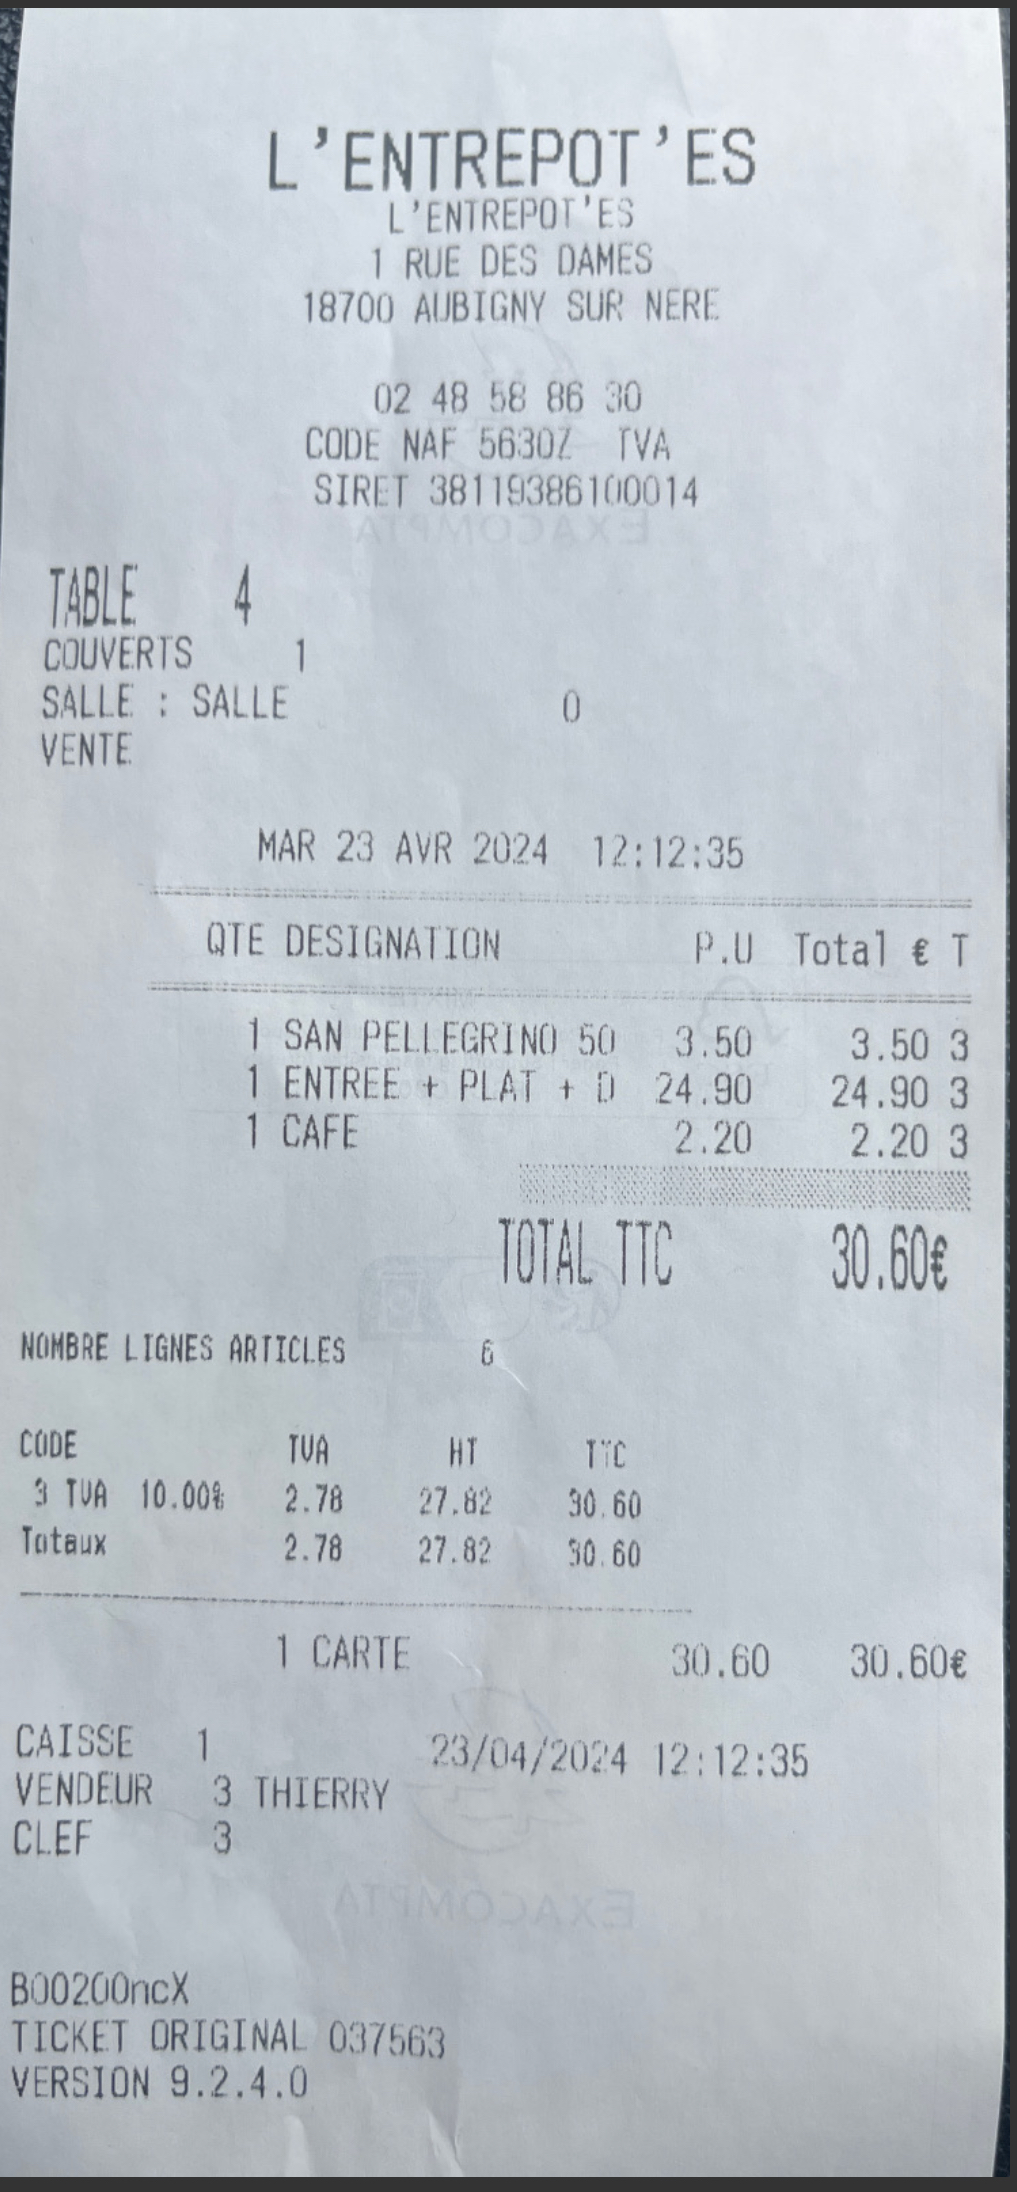 L'ENTREPOT'ES
L'ENTREPOT'ES
1 RUE DES DAMES
18700 AUBIGNY SUR NERE
02 48 58 86 30
CODE NAF 5630Z TVA
SIRET 38119386100014
EXACOMPTA
TABLE 4
COUVERTS 1
SALLE : SALLE 0
VENTE
MAR 23 AVR 2024 12:12:35
QTE DESIGNATION P.U Total € T
1 SAN PELLEGRINO 50 3.50 3.50 3
1 ENTREE + PLAT + D 24.90 24.90 3
1 CAFE 2.20 2.20 3
TOTAL TTC 30.60€
NOMBRE LIGNES ARTICLES 6
CODE TVA HT TTC
3 TVA 10.00% 2.78 27.82 30.60
Totaux 2.78 27.82 30.60
1 CARTE 30.60 30.60€
CAISSE 1 23/04/2024 12:12:35
VENDEUR 3 THIERRY
CLEF 3
EXACOMPTA
B00200ncX
TICKET ORIGINAL 037563
VERSION 9.2.4.0